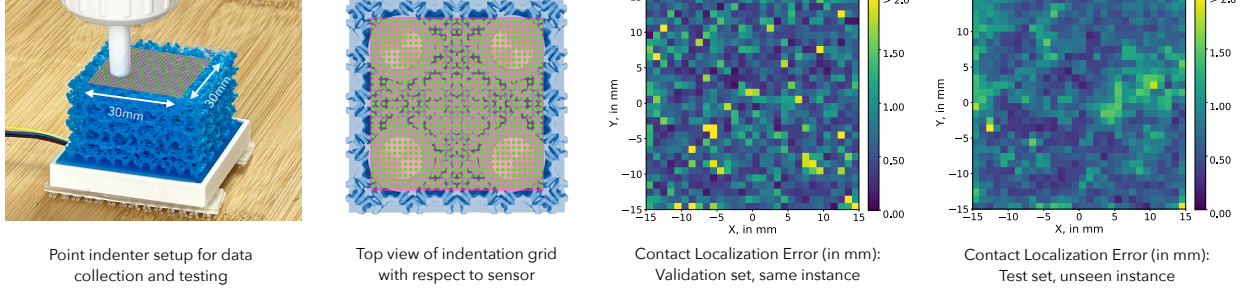 30mm
30mm
> 2.0
1.50
1.00
0.50
0.00
10
5
0
−5
−10
−15
Y, in mm
−15
−10
−5
0
5
10
15
X, in mm
> 2.0
1.50
1.00
0.50
0.00
10
5
0
−5
−10
−15
Y, in mm
−15
−10
−5
0
5
10
15
X, in mm
Point indenter setup for data
collection and testing
Top view of indentation grid
with respect to sensor
Contact Localization Error (in mm):
Validation set, same instance
Contact Localization Error (in mm):
Test set, unseen instance